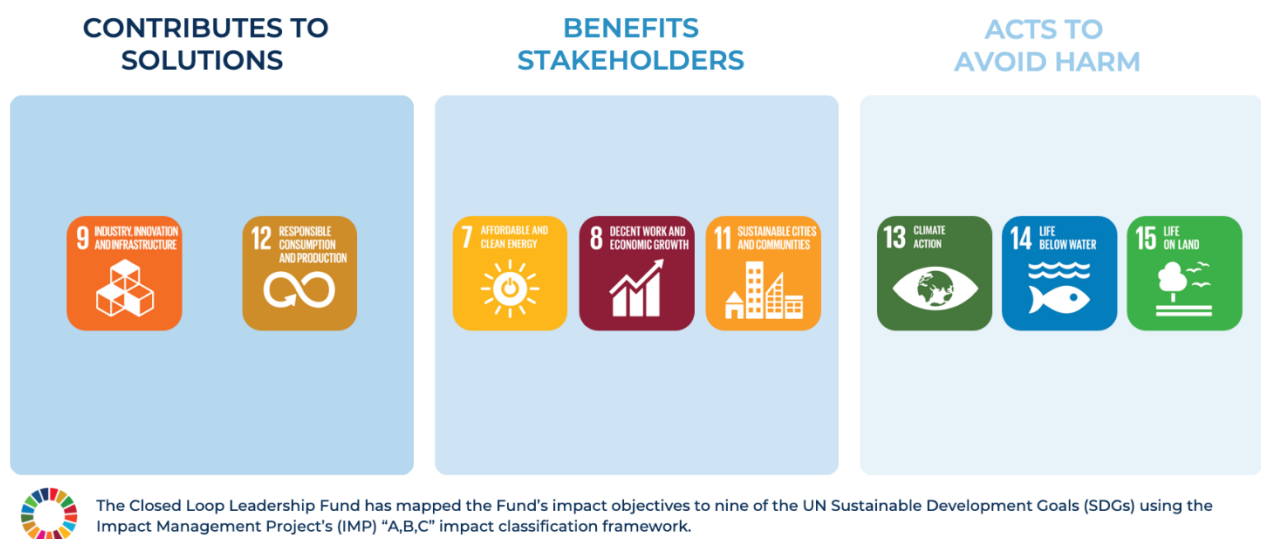 CONTRIBUTES TO
SOLUTIONS
9 INDUSTRY, INNOVATION
AND INFRASTRUCTURE
12 RESPONSIBLE
CONSUMPTION
AND PRODUCTION
BENEFITS
STAKEHOLDERS
7 AFFORDABLE AND
CLEAN ENERGY
8 DECENT WORK AND
ECONOMIC GROWTH
11 SUSTAINABLE CITIES
AND COMMUNITIES
ACTS TO
AVOID HARM
13 CLIMATE
ACTION
14 LIFE
BELOW WATER
15 LIFE
ON LAND
The Closed Loop Leadership Fund has mapped the Fund’s impact objectives to nine of the UN Sustainable Development Goals (SDGs) using the
Impact Management Project’s (IMP) “A,B,C” impact classification framework.